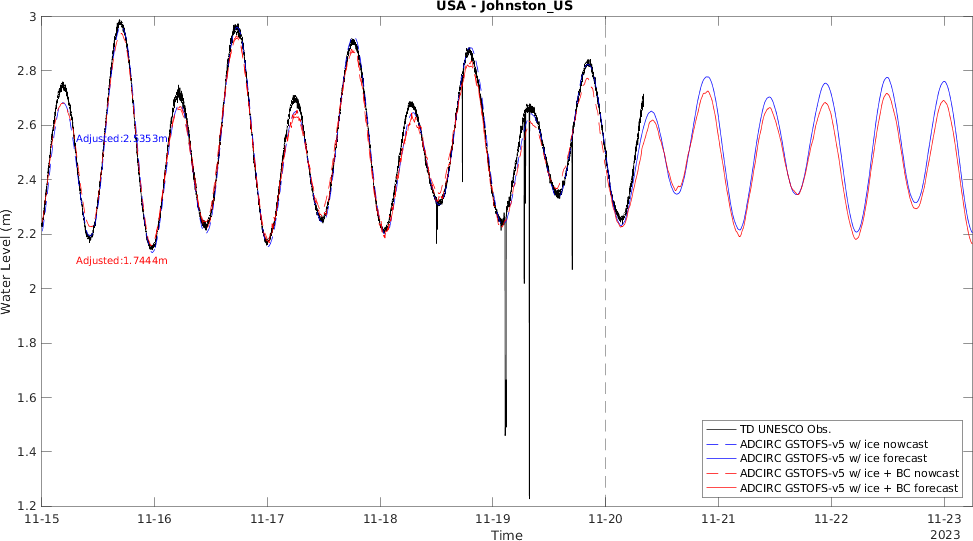 USA - Johnston_US
3
2.8
2.6
2.4
2.2
2
1.8
1.6
1.4
1.2
Water Level (m)
Adjusted:2.5353m
Adjusted:1.7444m
TD UNESCO Obs.
ADCIRC GSTOFS-v5 w/ ice nowcast
ADCIRC GSTOFS-v5 w/ ice forecast
ADCIRC GSTOFS-v5 w/ ice + BC nowcast
ADCIRC GSTOFS-v5 w/ ice + BC forecast
11-15 11-16 11-17 11-18 11-19 11-20 11-21 11-22 11-23
Time
2023